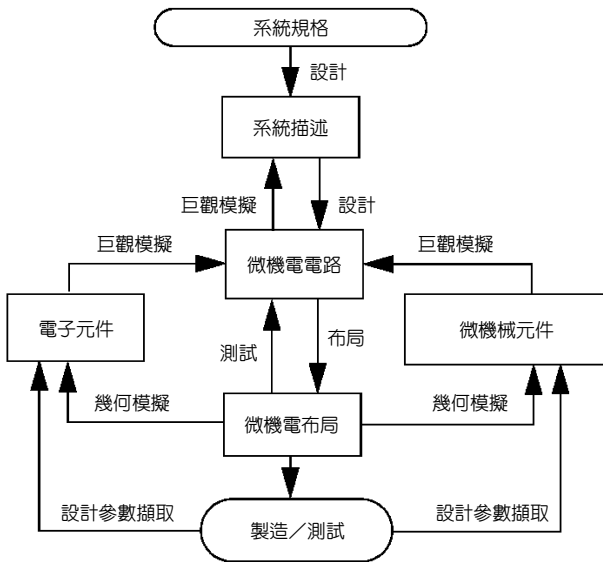 系統規格
設計
系統描述
巨觀模擬
設計
巨觀模擬
微機電電路
巨觀模擬
電子元件
微機械元件
測試
布局
幾何模擬
微機電布局
幾何模擬
設計參數擷取
製造／測試
設計參數擷取